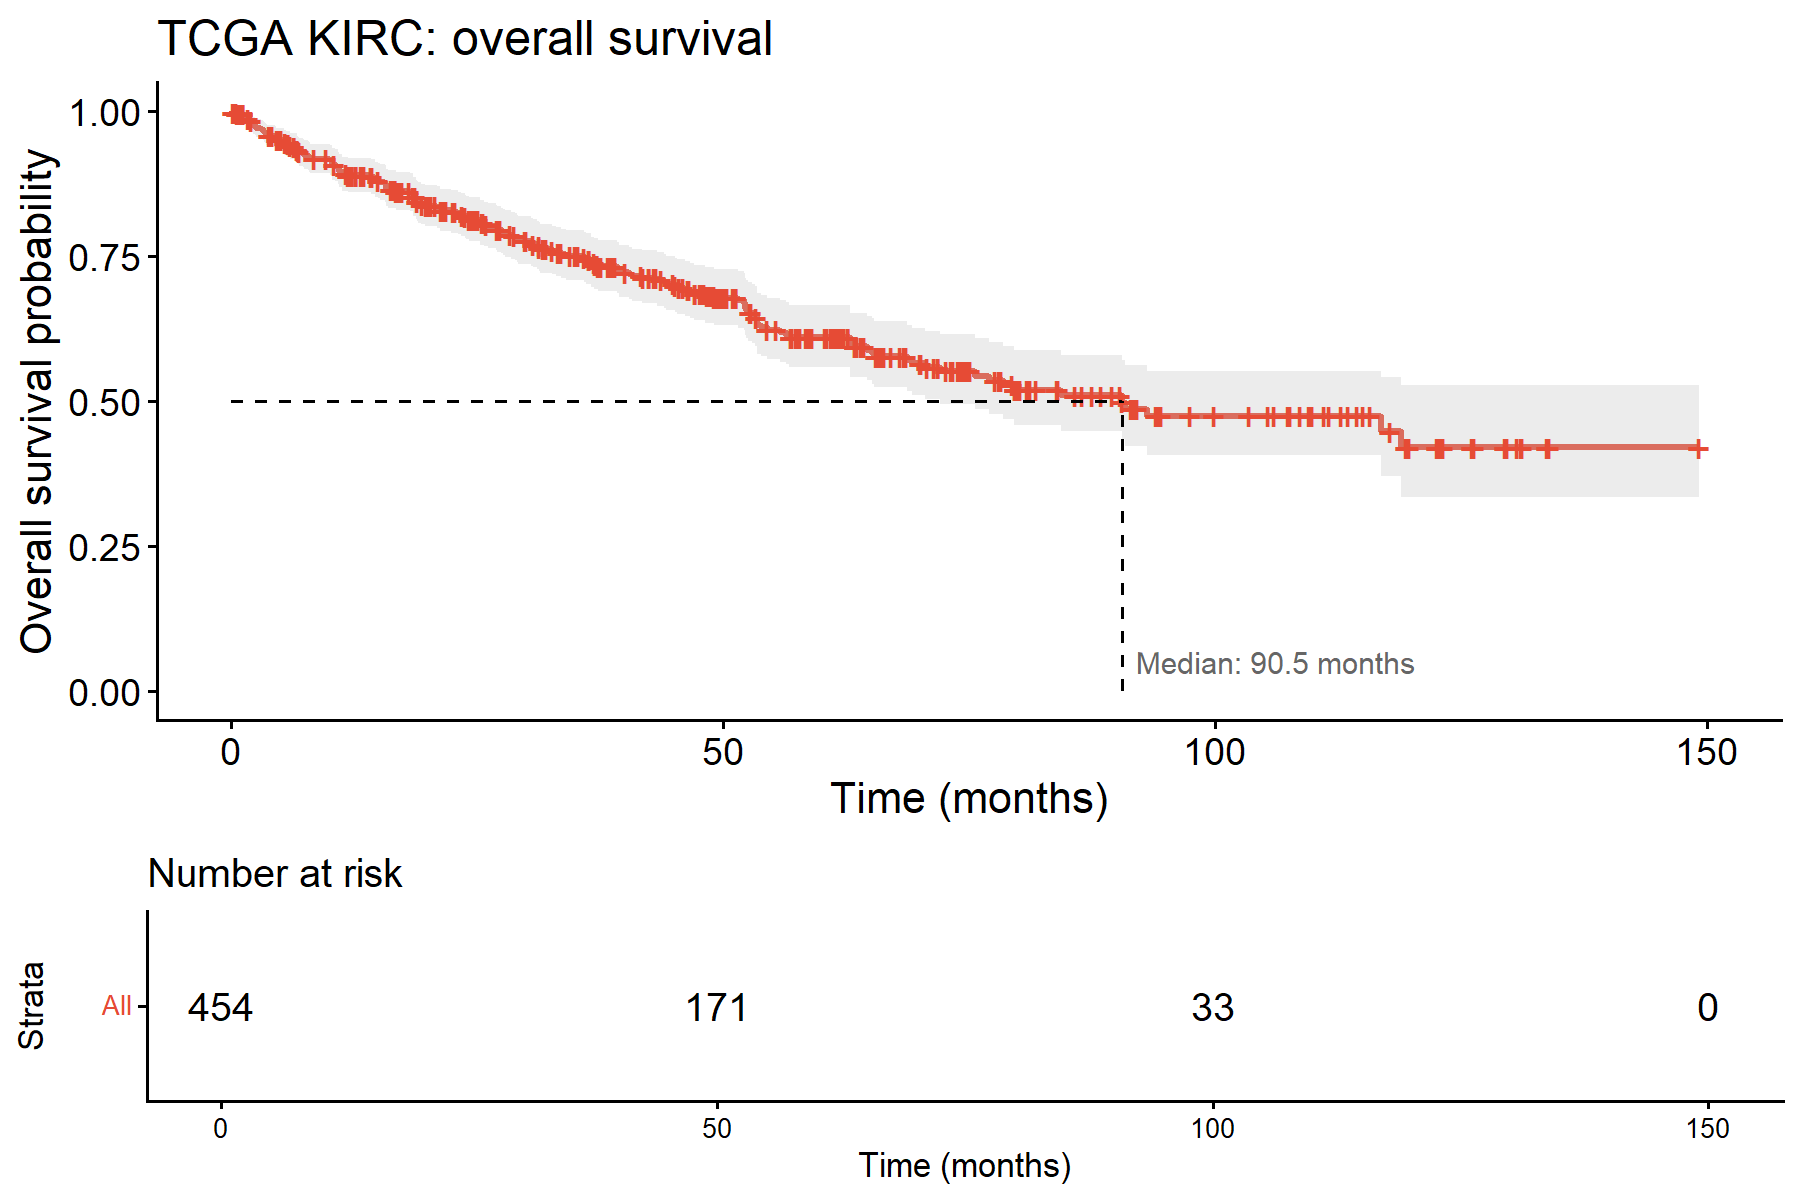 TCGA KIRC: overall survival
Overall survival probability
1.00
0.75
0.50
0.25
0.00
Median: 90.5 months
0 50 100 150
Time (months)
Number at risk
Strata
All 454 171 33 0
0 50 100 150
Time (months)